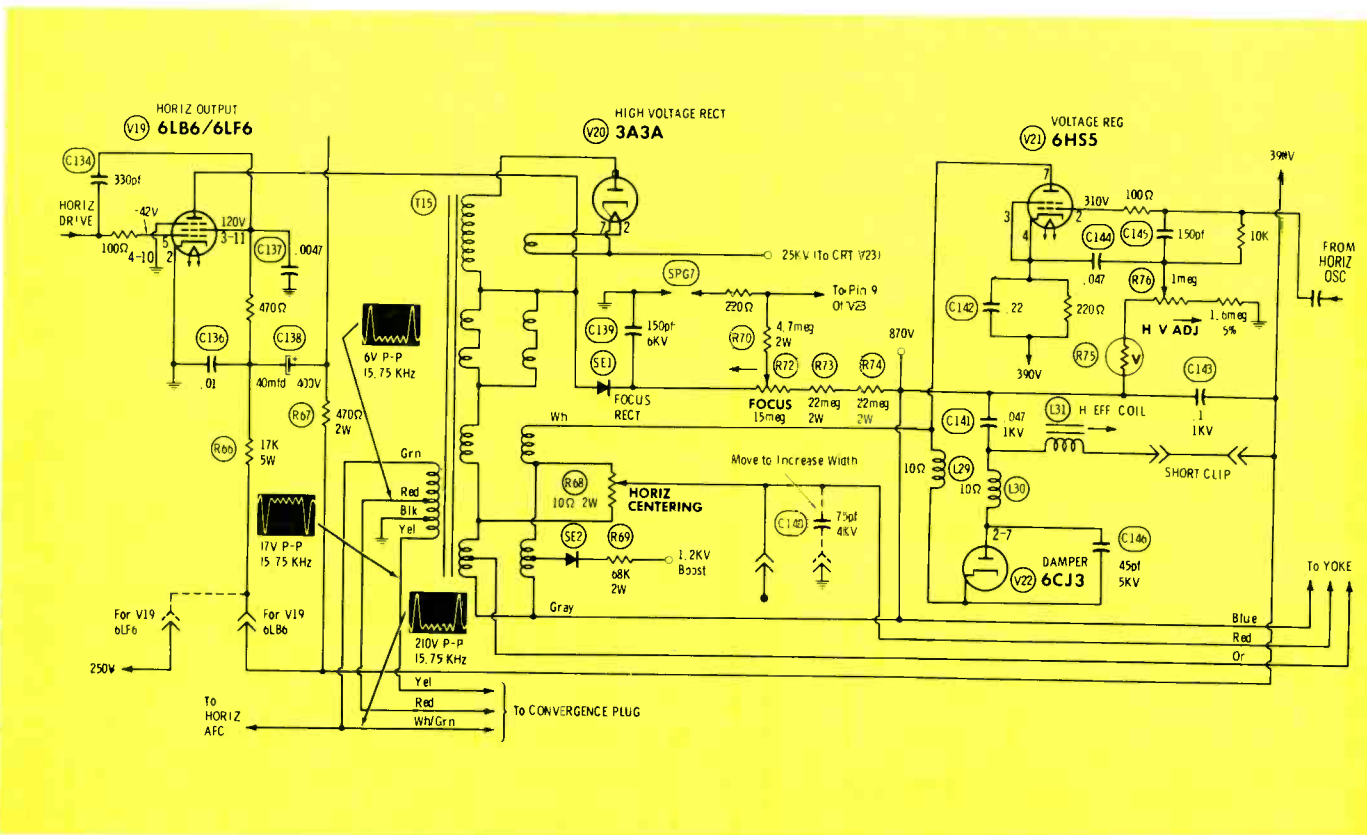 HORIZ OUTPUT
V19 6LB6/6LF6
C134
330pf
HORIZ
DRIVE
-42V
100Ω
4-10
5
2
120V
3-11
C137
.0047
470Ω
C136
.01
C138
+
40mfd 400V
R67
470Ω
2W
R66
17K
5W
6V P-P
15.75 KHz
17V P-P
15.75 KHz
210V P-P
15.75 KHz
For V19
6LF6
For V19
6LB6
250V
To
HORIZ
AFC
Grn
Red
Blk
Yel
Yel
Red
Wh/Grn
To CONVERGENCE PLUG
T15
HIGH VOLTAGE RECT
V20 3A3A
7
2
25KV (To CRT V23)
SPG7
220Ω
To Pin 9
Of V23
C139
150pf
6KV
SE1
FOCUS
RECT
R70
4.7meg
2W
R72
FOCUS
15meg
R73
22meg
2W
R74
22meg
2W
870V
Wh
R68
10Ω 2W
HORIZ
CENTERING
SE2
R69
68K
2W
1.2KV
Boost
Gray
Move to Increase Width
C140
75pf
4KV
VOLTAGE REG
V21 6HS5
7
3
4
2
310V
100Ω
C144
.047
C145
150pf
10K
C142
.22
220Ω
390V
R76
1meg
H V ADJ
1.6meg
5%
R75
V
FROM
HORIZ
OSC
C143
.1
1KV
C141
.047
1KV
L31 H EFF COIL
SHORT CLIP
10Ω
L29
10Ω
L30
2-7
DAMPER
V22 6CJ3
C146
45pf
5KV
To YOKE
Blue
Red
Or